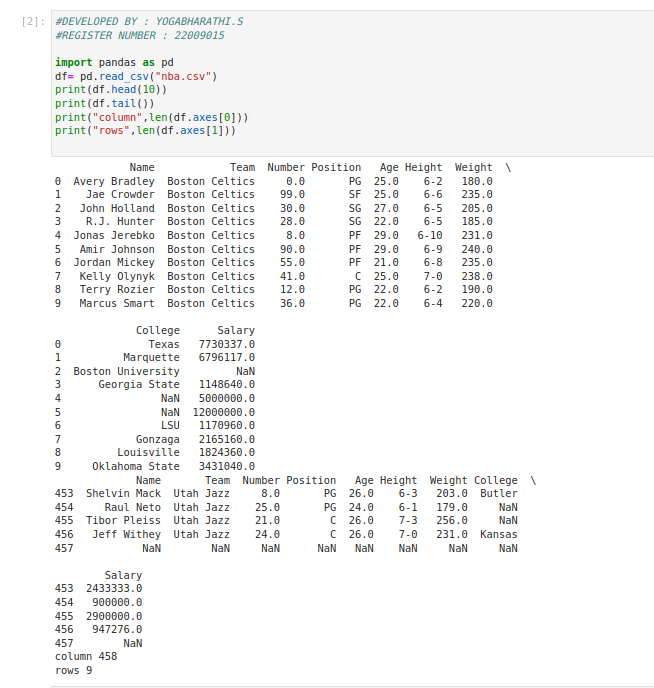 [2]: #DEVELOPED BY : YOGABHARATHI.S
#REGISTER NUMBER : 22009015
import pandas as pd
df= pd.read_csv("nba.csv")
print(df.head(10))
print(df.tail())
print("column",len(df.axes[0]))
print("rows",len(df.axes[1]))
Name Team Number Position Age Height Weight \
0 Avery Bradley Boston Celtics 0.0 PG 25.0 6-2 180.0
1 Jae Crowder Boston Celtics 99.0 SF 25.0 6-6 235.0
2 John Holland Boston Celtics 30.0 SG 27.0 6-5 205.0
3 R.J. Hunter Boston Celtics 28.0 SG 22.0 6-5 185.0
4 Jonas Jerebko Boston Celtics 8.0 PF 29.0 6-10 231.0
5 Amir Johnson Boston Celtics 90.0 PF 29.0 6-9 240.0
6 Jordan Mickey Boston Celtics 55.0 PF 21.0 6-8 235.0
7 Kelly Olynyk Boston Celtics 41.0 C 25.0 7-0 238.0
8 Terry Rozier Boston Celtics 12.0 PG 22.0 6-2 190.0
9 Marcus Smart Boston Celtics 36.0 PG 22.0 6-4 220.0
College Salary
0 Texas 7730337.0
1 Marquette 6796117.0
2 Boston University NaN
3 Georgia State 1148640.0
4 NaN 5000000.0
5 NaN 12000000.0
6 LSU 1170960.0
7 Gonzaga 2165160.0
8 Louisville 1824360.0
9 Oklahoma State 3431040.0
Name Team Number Position Age Height Weight College \
453 Shelvin Mack Utah Jazz 8.0 PG 26.0 6-3 203.0 Butler
454 Raul Neto Utah Jazz 25.0 PG 24.0 6-1 179.0 NaN
455 Tibor Pleiss Utah Jazz 21.0 C 26.0 7-3 256.0 NaN
456 Jeff Withey Utah Jazz 24.0 C 26.0 7-0 231.0 Kansas
457 NaN NaN NaN NaN NaN NaN NaN NaN
Salary
453 2433333.0
454 900000.0
455 2900000.0
456 947276.0
457 NaN
column 458
rows 9